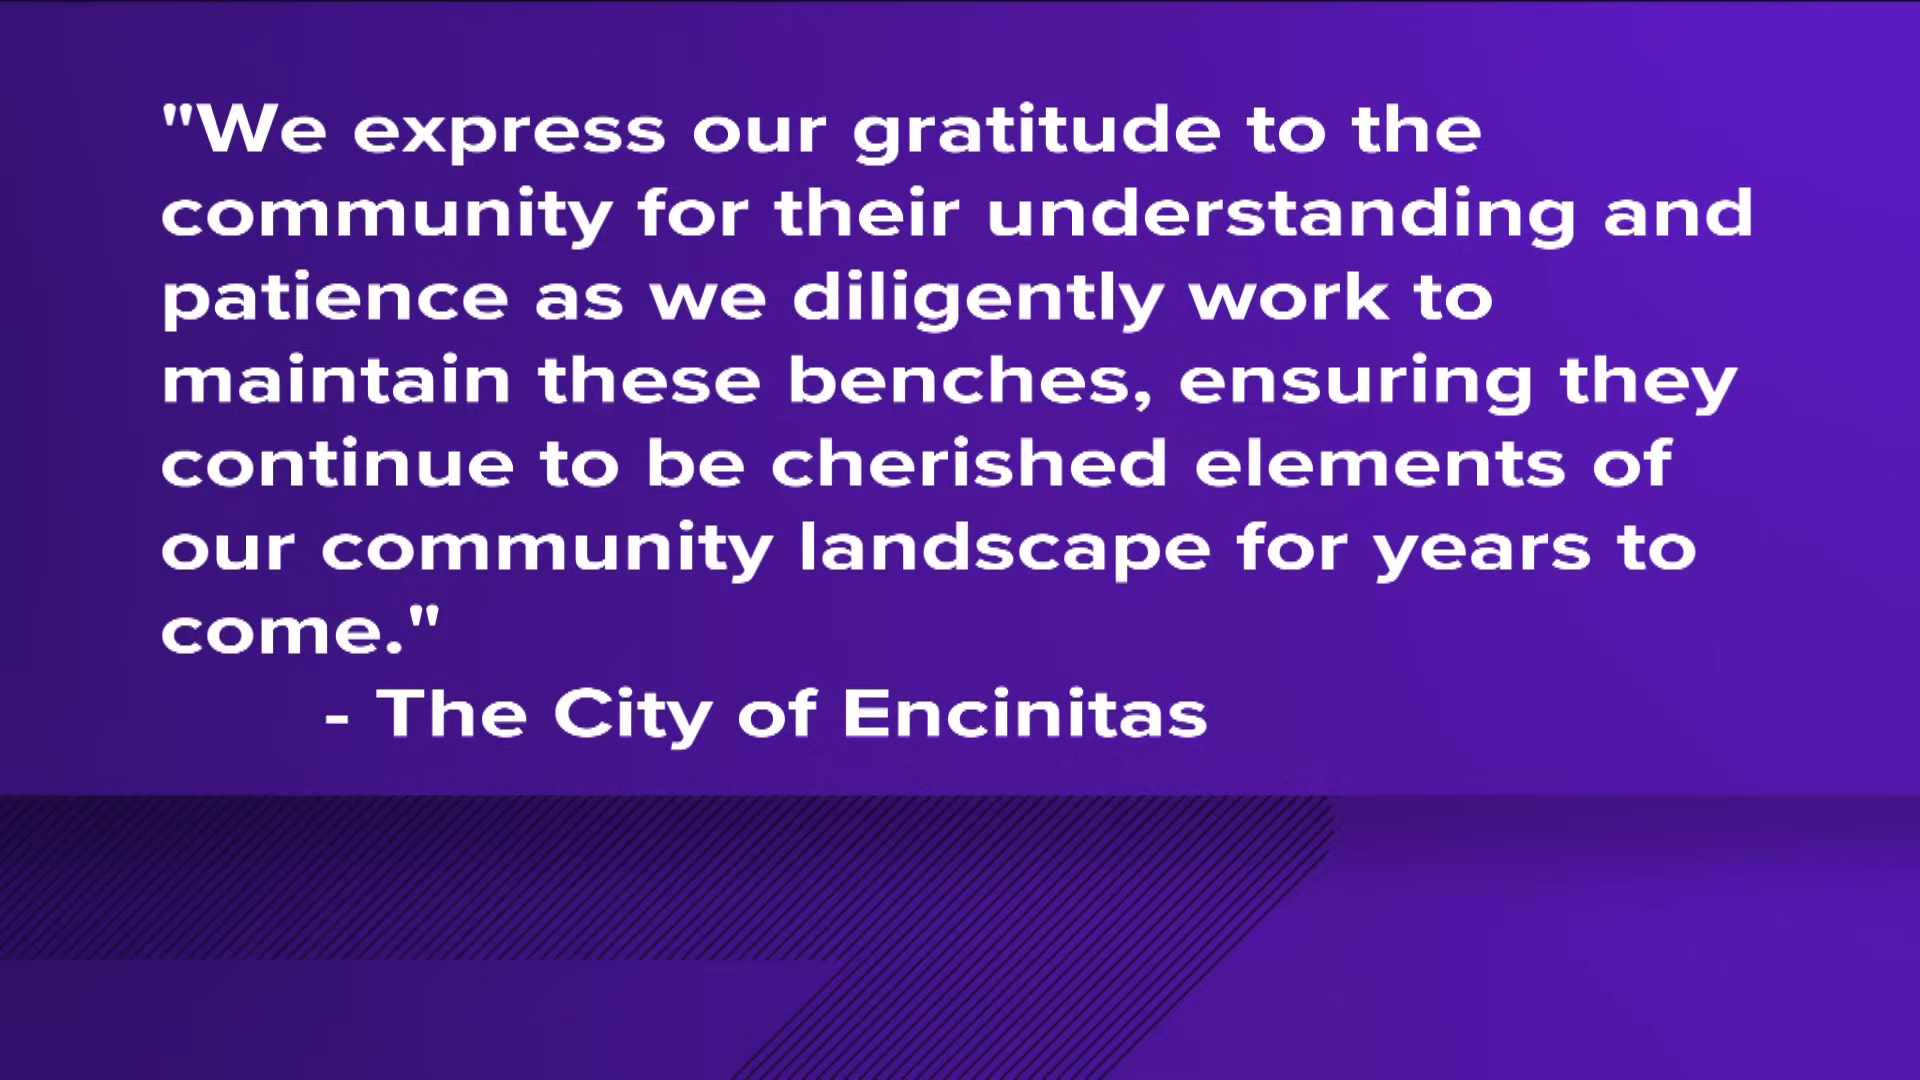 "We express our gratitude to the
community for their understanding and
patience as we diligently work to
maintain these benches, ensuring they
continue to be cherished elements of
our community landscape for years to
come."
- The City of Encinitas